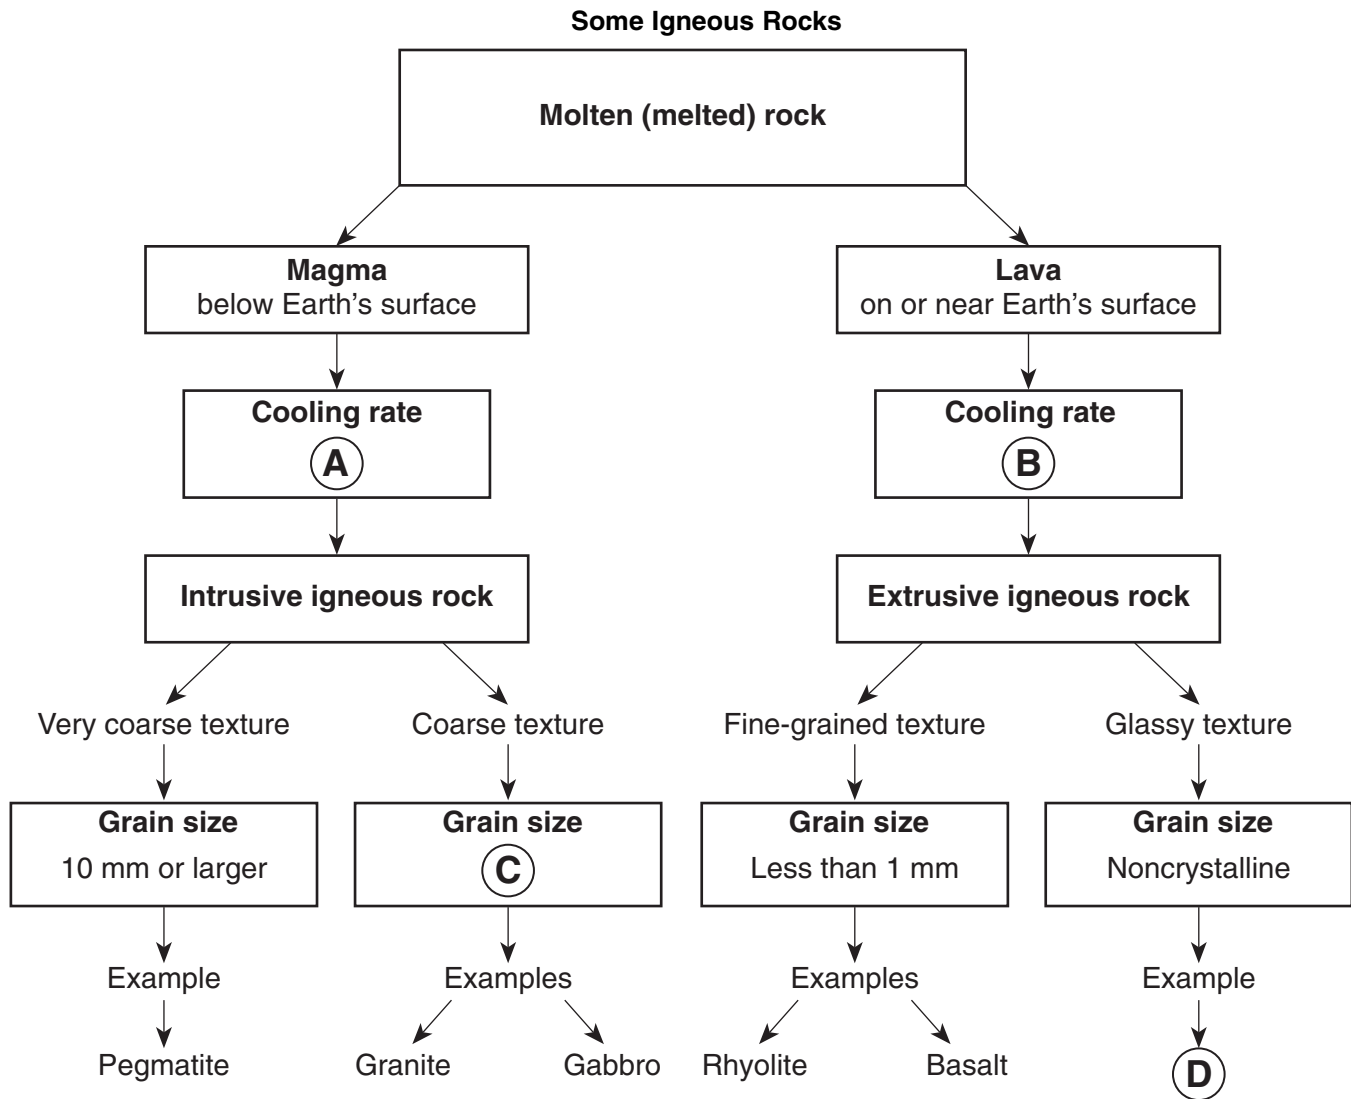 Some Igneous Rocks
Molten (melted) rock
Magma
below Earth's surface
Lava
on or near Earth's surface
Cooling rate
A
Cooling rate
B
Intrusive igneous rock
Extrusive igneous rock
Very coarse texture
Coarse texture
Fine-grained texture
Glassy texture
Grain size
10 mm or larger
Grain size
C
Grain size
Less than 1 mm
Grain size
Noncrystalline
Example
Examples
Examples
Example
Pegmatite
Granite
Gabbro
Rhyolite
Basalt
D